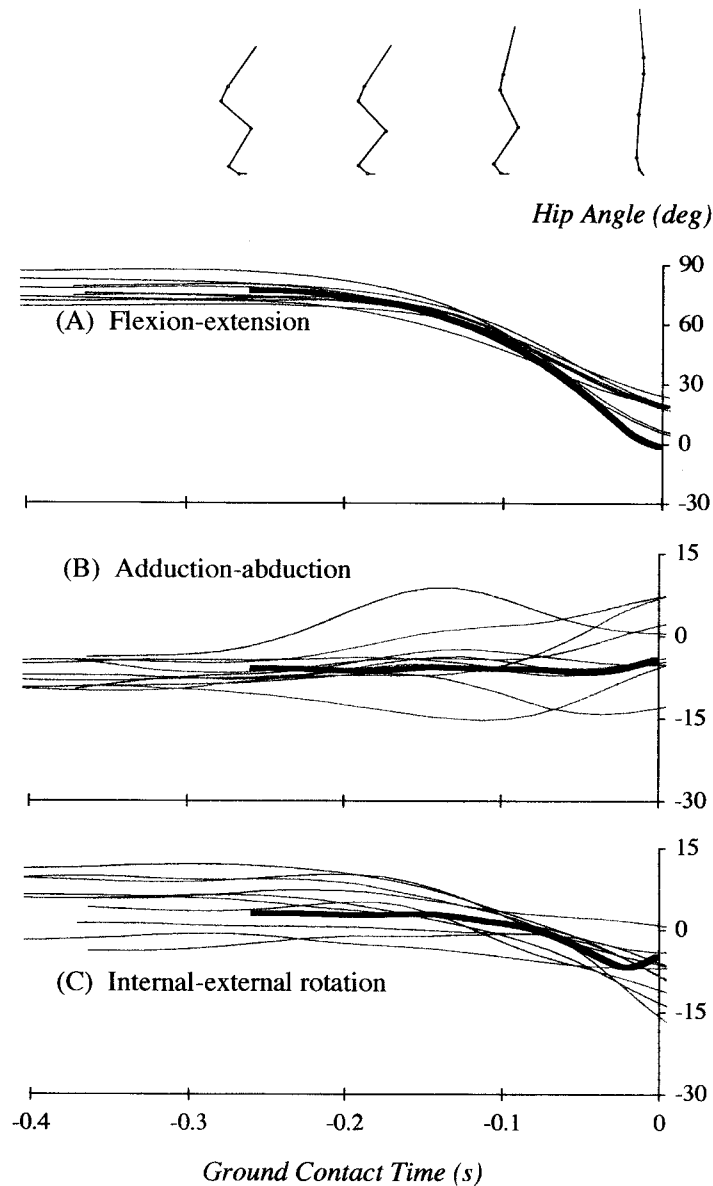 Hip Angle (deg)
90
(A) Flexion-extension
60
30
0
-30
15
(B) Adduction-abduction
0
-15
-30
15
0
(C) Internal-external rotation
-15
-30
-0.4 -0.3 -0.2 -0.1 0
Ground Contact Time (s)